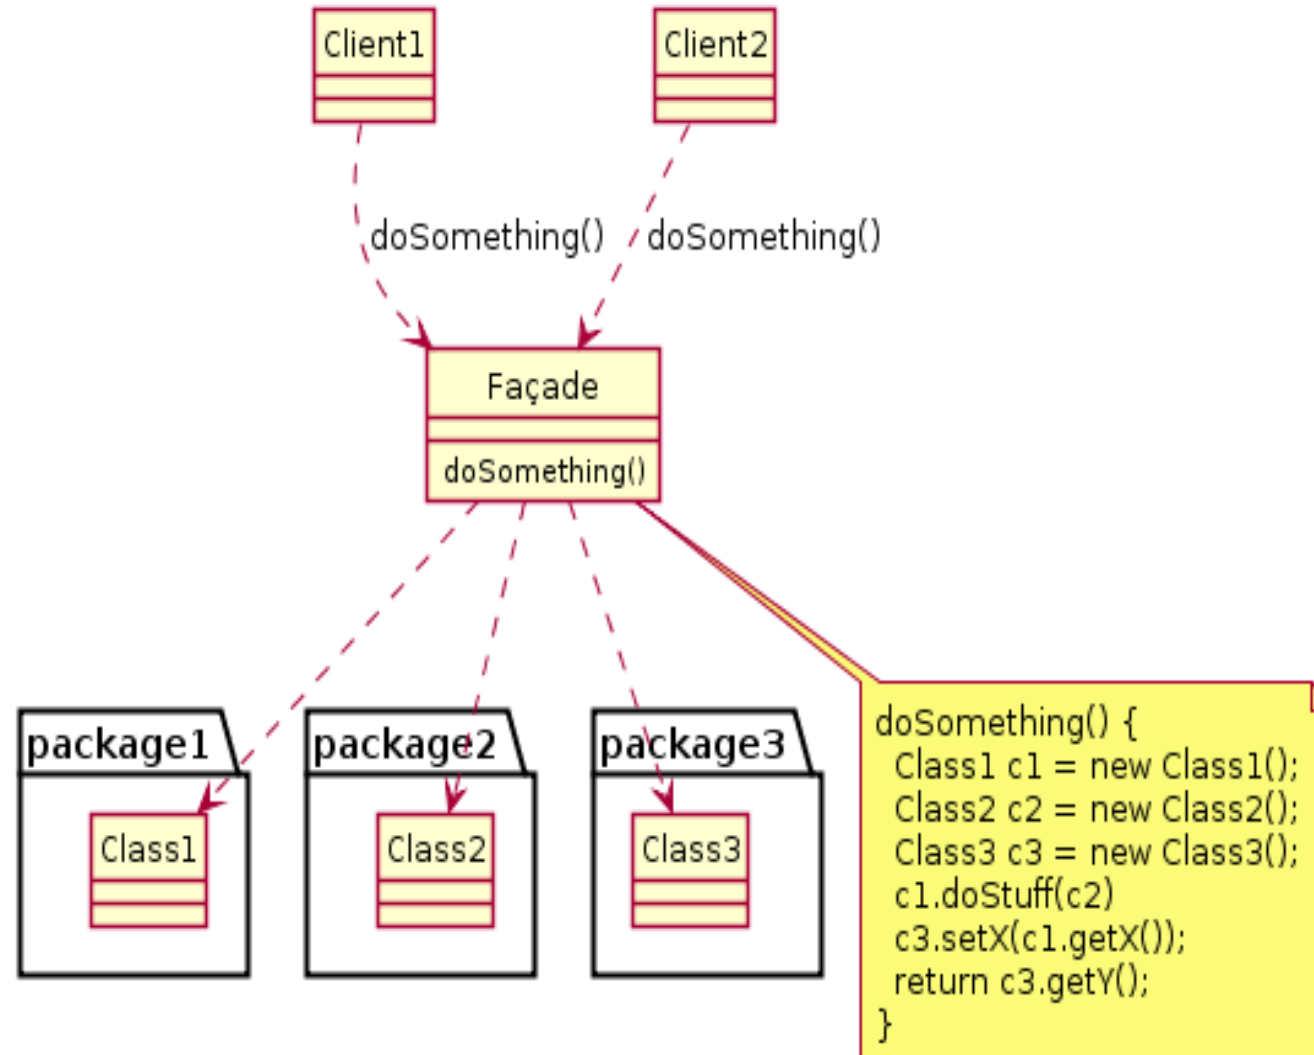 Client1
Client2
doSomething()
doSomething()
Façade
doSomething()
package1
package2
package3
Class1
Class2
Class3
doSomething() {
Class1 c1 = new Class1();
Class2 c2 = new Class2();
Class3 c3 = new Class3();
c1.doStuff(c2)
c3.setX(c1.getX());
return c3.getY();
}